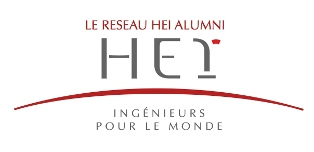 LE RESEAU HEI ALUMNI
HEI
INGÉNIEURS
POUR LE MONDE